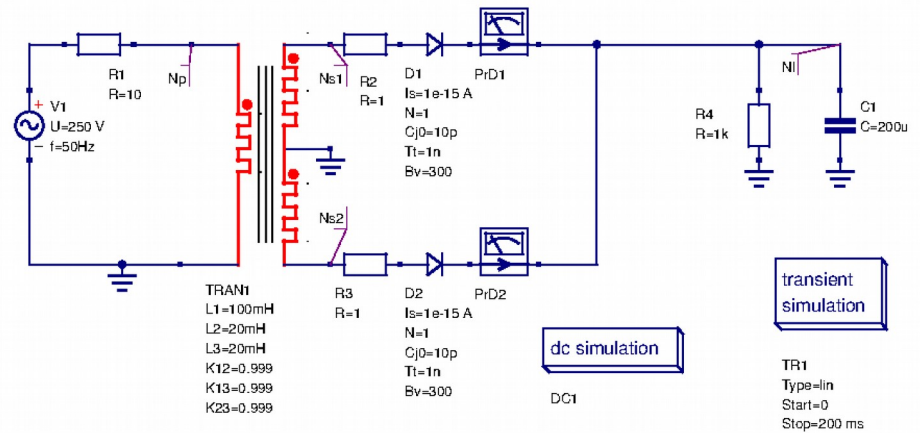 R1
R=10
Np
+ V1
U=250 V
− f=50Hz
Ns1
R2
R=1
D1
Is=1e-15 A
N=1
Cj0=10p
Tt=1n
Bv=300
PrD1
Nl
R4
R=1k
C1
C=200u
Ns2
TRAN1
L1=100mH
L2=20mH
L3=20mH
K12=0.999
K13=0.999
K23=0.999
R3
R=1
D2
Is=1e-15 A
N=1
Cj0=10p
Tt=1n
Bv=300
PrD2
dc simulation
DC1
transient
simulation
TR1
Type=lin
Start=0
Stop=200 ms